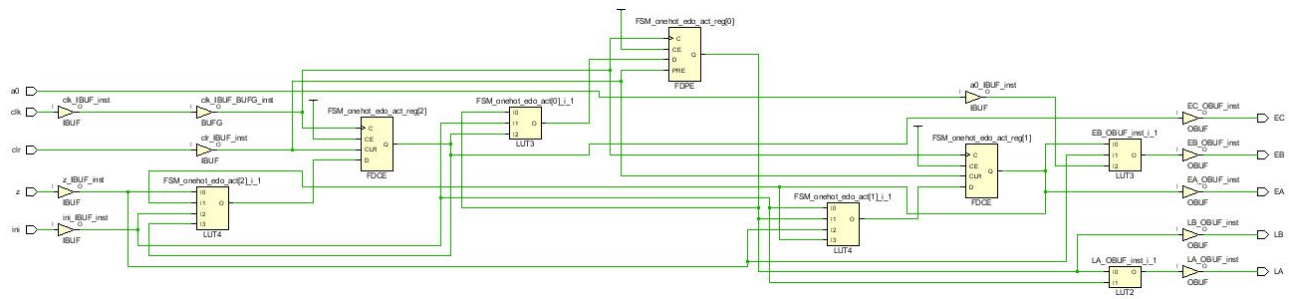 FSM_onehot_edo_act_reg[0]
C
CE
D
PRE
Q
FDPE
a0
clk
clk_IBUF_inst
I
O
IBUF
clk_IBUF_BUFG_inst
I
O
BUFG
clr
clr_IBUF_inst
I
O
IBUF
z
z_IBUF_inst
I
O
IBUF
ini
ini_IBUF_inst
I
O
IBUF
FSM_onehot_edo_act[2]_i_1
I0
I1
I2
I3
O
LUT4
FSM_onehot_edo_act_reg[2]
C
CE
CLR
D
Q
FDCE
FSM_onehot_edo_act[0]_i_1
I0
I1
I2
O
LUT3
FSM_onehot_edo_act[1]_i_1
I0
I1
I2
I3
O
LUT4
a0_IBUF_inst
I
O
IBUF
FSM_onehot_edo_act_reg[1]
C
CE
CLR
D
Q
FDCE
EB_OBUF_inst_i_1
I0
I1
I2
O
LUT3
LA_OBUF_inst_i_1
I0
I1
O
LUT2
EC_OBUF_inst
I
O
OBUF
EC
EB_OBUF_inst
I
O
OBUF
EB
EA_OBUF_inst
I
O
OBUF
EA
LB_OBUF_inst
I
O
OBUF
LB
LA_OBUF_inst
I
O
OBUF
LA